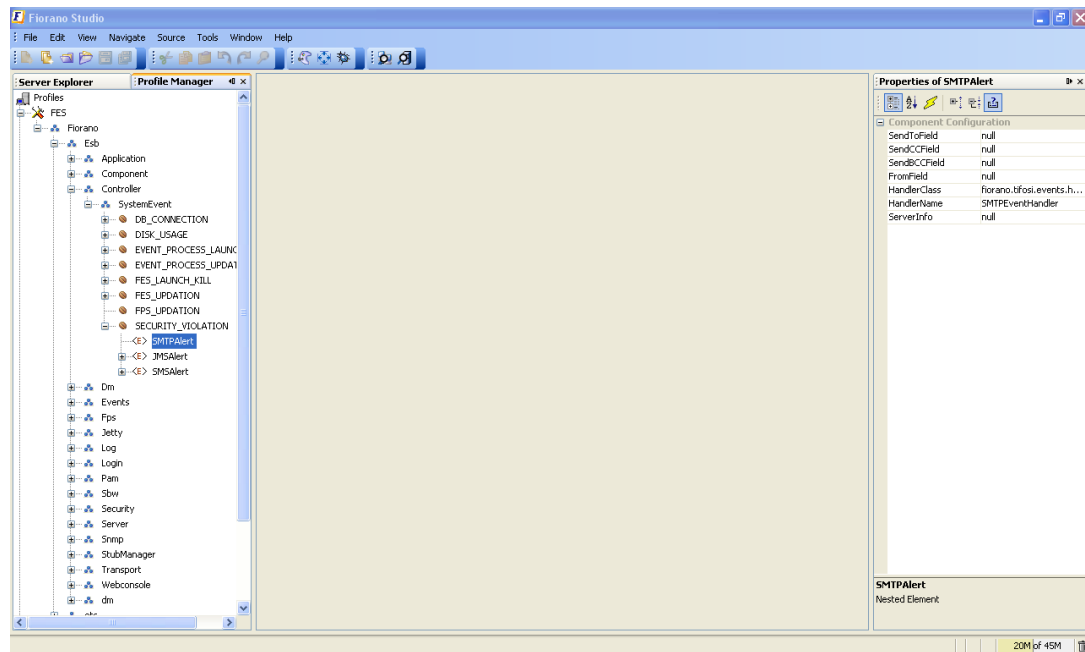 Fiorano Studio
File Edit View Navigate Source Tools Window Help
Server Explorer
Profile Manager
Profiles
FES
Fiorano
Esb
Application
Component
Controller
SystemEvent
DB_CONNECTION
DISK_USAGE
EVENT_PROCESS_LAUNC
EVENT_PROCESS_UPDAT
FES_LAUNCH_KILL
FES_UPDATION
FPS_UPDATION
SECURITY_VIOLATION
<E> SMTPAlert
<E> JMSAlert
<E> SMSAlert
Dm
Events
Fps
Jetty
Log
Login
Pam
Sbw
Security
Server
Snmp
StubManager
Transport
Webconsole
dm
Properties of SMTPAlert
Component Configuration
SendToField null
SendCCField null
SendBCCField null
FromField null
HandlerClass fiorano.tifosi.events.h...
HandlerName SMTPEventHandler
ServerInfo null
SMTPAlert
Nested Element
20M of 45M